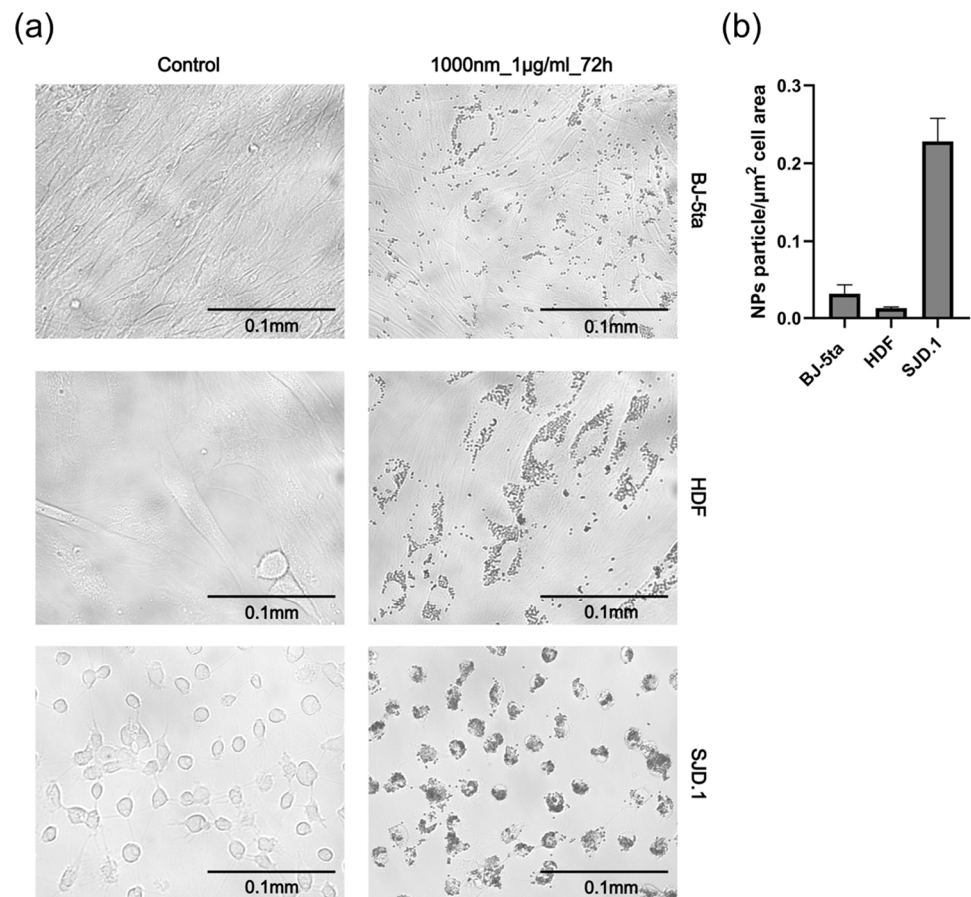 (a)
Control
1000nm_1µg/ml_72h
BJ-5ta
0.1mm
0.1mm
HDF
0.1mm
0.1mm
SJD.1
0.1mm
0.1mm
(b)
NPs particle/µm² cell area
0.3
0.2
0.1
0.0
BJ-5ta
HDF
SJD.1